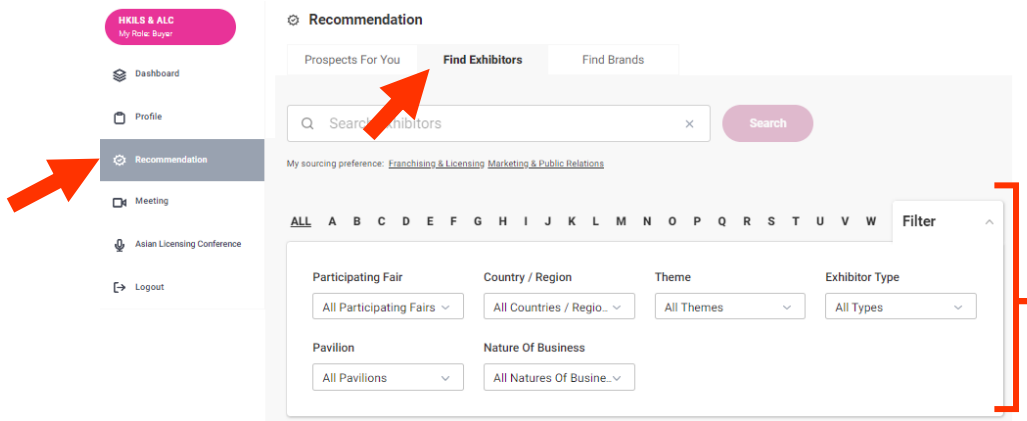 HKILS & ALC
My Role: Buyer
Dashboard
Profile
Recommendation
Meeting
Asian Licensing Conference
Logout
Recommendation
Prospects For You Find Exhibitors Find Brands
Search Exhibitors × Search
My sourcing preference: Franchising & Licensing Marketing & Public Relations
ALL A B C D E F G H I J K L M N O P Q R S T U V W Filter
Participating Fair Country / Region Theme Exhibitor Type
All Participating Fairs All Countries / Regio... All Themes All Types
Pavilion Nature Of Business
All Pavilions All Natures Of Busine...